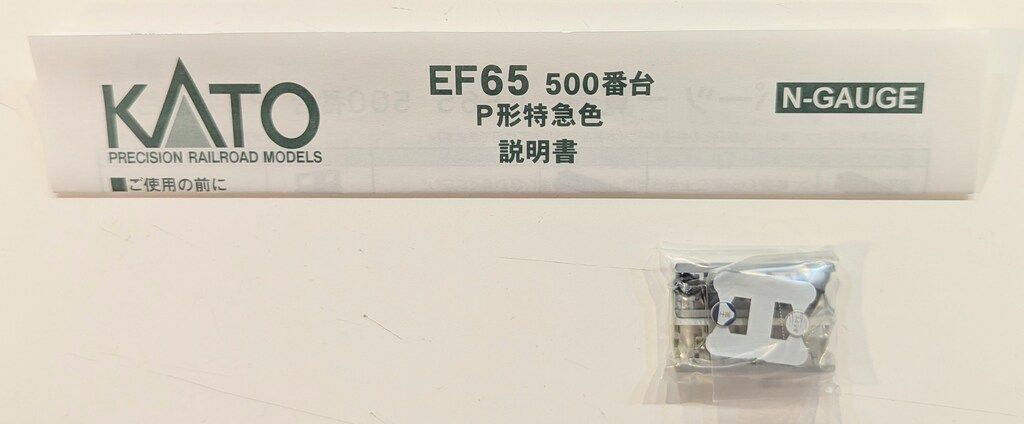 KATO
PRECISION RAILROAD MODELS
EF65 500番台
P形特急色
説明書
N-GAUGE
■ご使用の前に